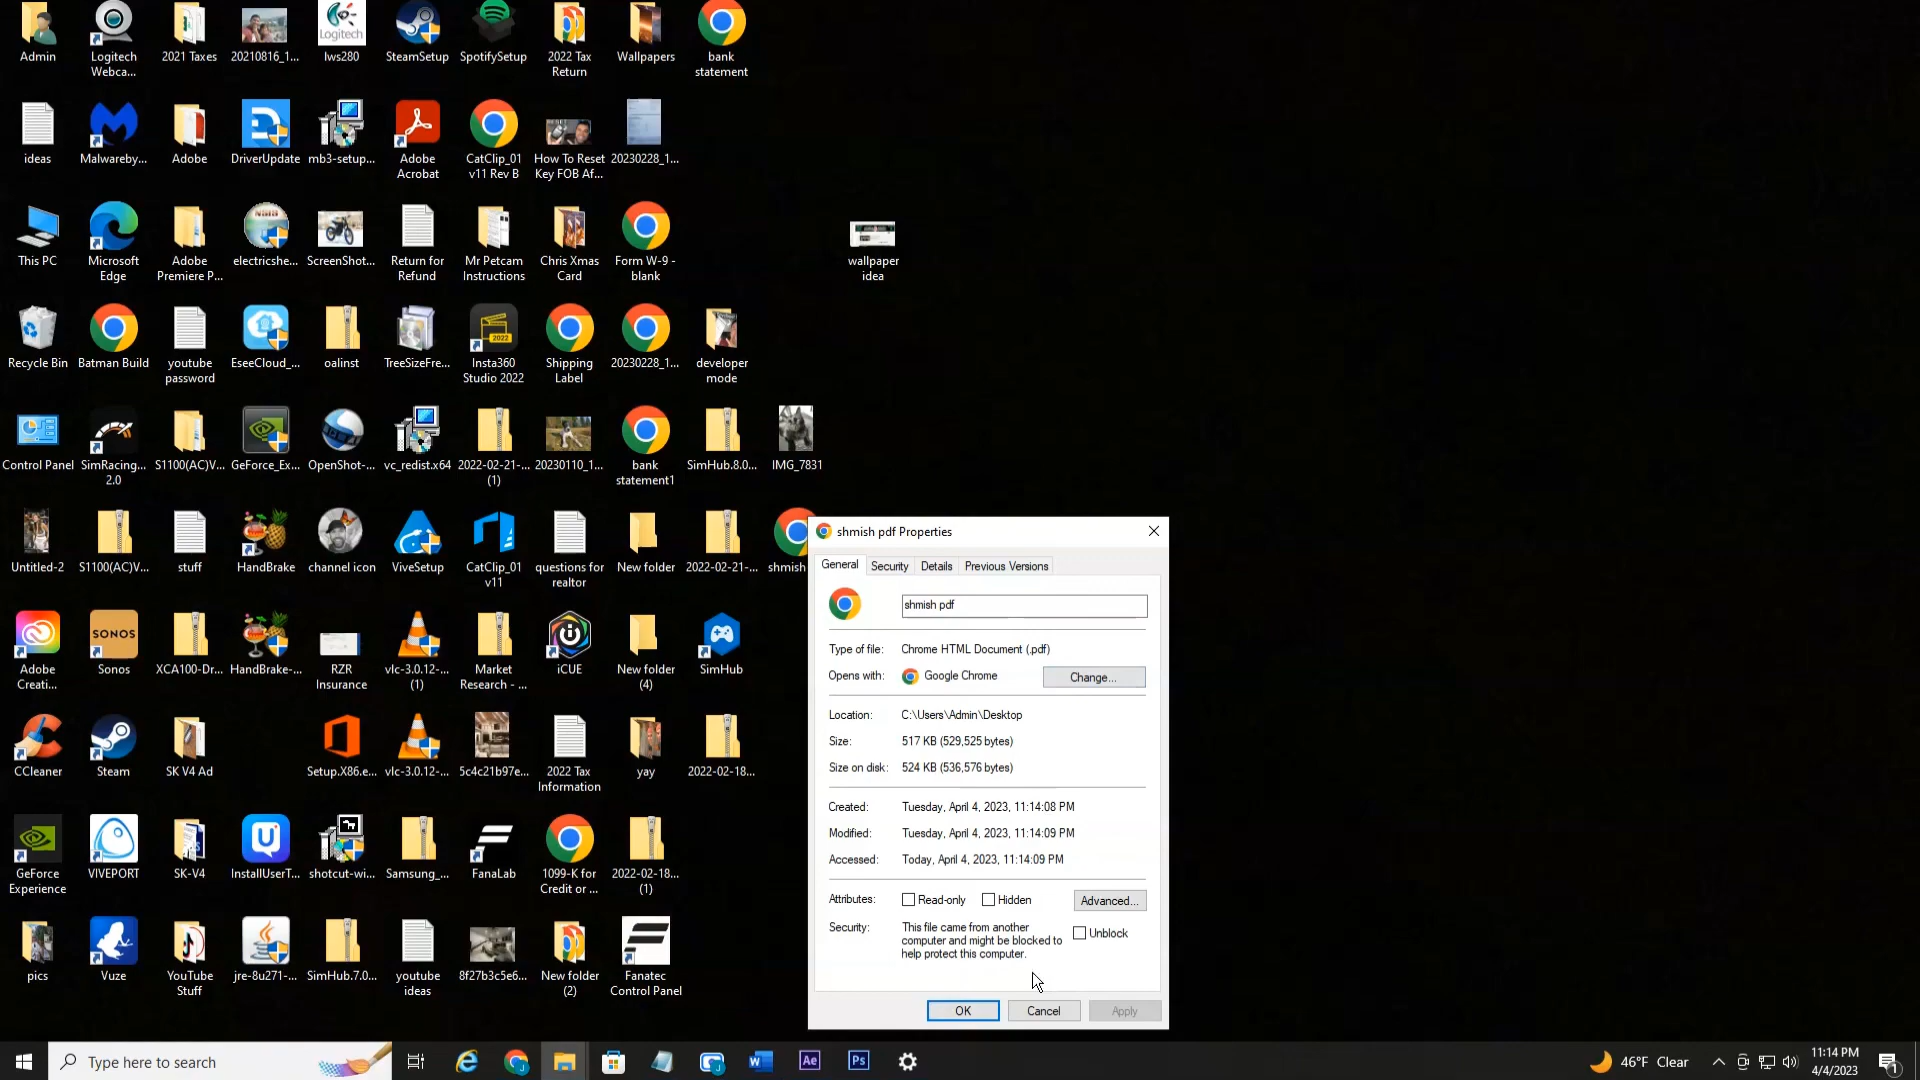 Admin
Logitech Webca...
2021 Taxes
20210816_1...
Logitech
lws280
SteamSetup
SpotifySetup
2022 Tax Return
Wallpapers
bank statement
ideas
Malwareby...
Adobe
DriverUpdate
mb3-setup...
Adobe Acrobat
CatClip_01 v11 Rev B
How To Reset Key FOB Af...
20230228_1...
This PC
Microsoft Edge
Adobe Premiere P...
electricshe...
ScreenShot...
Return for Refund
Mr Petcam Instructions
Chris Xmas Card
Form W-9 - blank
wallpaper idea
Recycle Bin
Batman Build
youtube password
EseeCloud_...
oalinst
TreeSizeFre...
2022
Insta360 Studio 2022
Shipping Label
20230228_1...
developer mode
Control Panel
SimRacing... 2.0
S1100(AC)V...
GeForce_Ex...
OpenShot-...
vc_redist.x64
2022-02-21-... (1)
20230110_1...
bank statement1
SimHub.8.0...
IMG_7831
Untitled-2
S1100(AC)V...
stuff
HandBrake
channel icon
ViveSetup
CatClip_01 v11
questions for realtor
New folder
2022-02-21-...
shmish
Adobe Creati...
SONOS
Sonos
XCA100-Dr...
HandBrake-...
RZR Insurance
vlc-3.0.12-... (1)
Market Research - ...
iCUE
New folder (4)
SimHub
CCleaner
Steam
SK V4 Ad
Setup.X86.e...
vlc-3.0.12-...
5c4c21b97e...
2022 Tax Information
yay
2022-02-18...
GeForce Experience
VIVEPORT
SK-V4
InstallUserT...
shotcut-wi...
Samsung_...
FanaLab
1099-K for Credit or ...
2022-02-18... (1)
pics
Vuze
YouTube Stuff
jre-8u271-...
SimHub.7.0...
youtube ideas
8f27b3c5e6...
New folder (2)
Fanatec Control Panel
shmish pdf Properties
General Security Details Previous Versions
shmish pdf
Type of file: Chrome HTML Document (.pdf)
Opens with: Google Chrome Change...
Location: C:\Users\Admin\Desktop
Size: 517 KB (529,525 bytes)
Size on disk: 524 KB (536,576 bytes)
Created: Tuesday, April 4, 2023, 11:14:08 PM
Modified: Tuesday, April 4, 2023, 11:14:09 PM
Accessed: Today, April 4, 2023, 11:14:09 PM
Attributes: Read-only Hidden Advanced...
Security: This file came from another
computer and might be blocked to
help protect this computer.
Unblock
OK Cancel Apply
Type here to search
Ae
Ps
46°F Clear
11:14 PM
4/4/2023
1